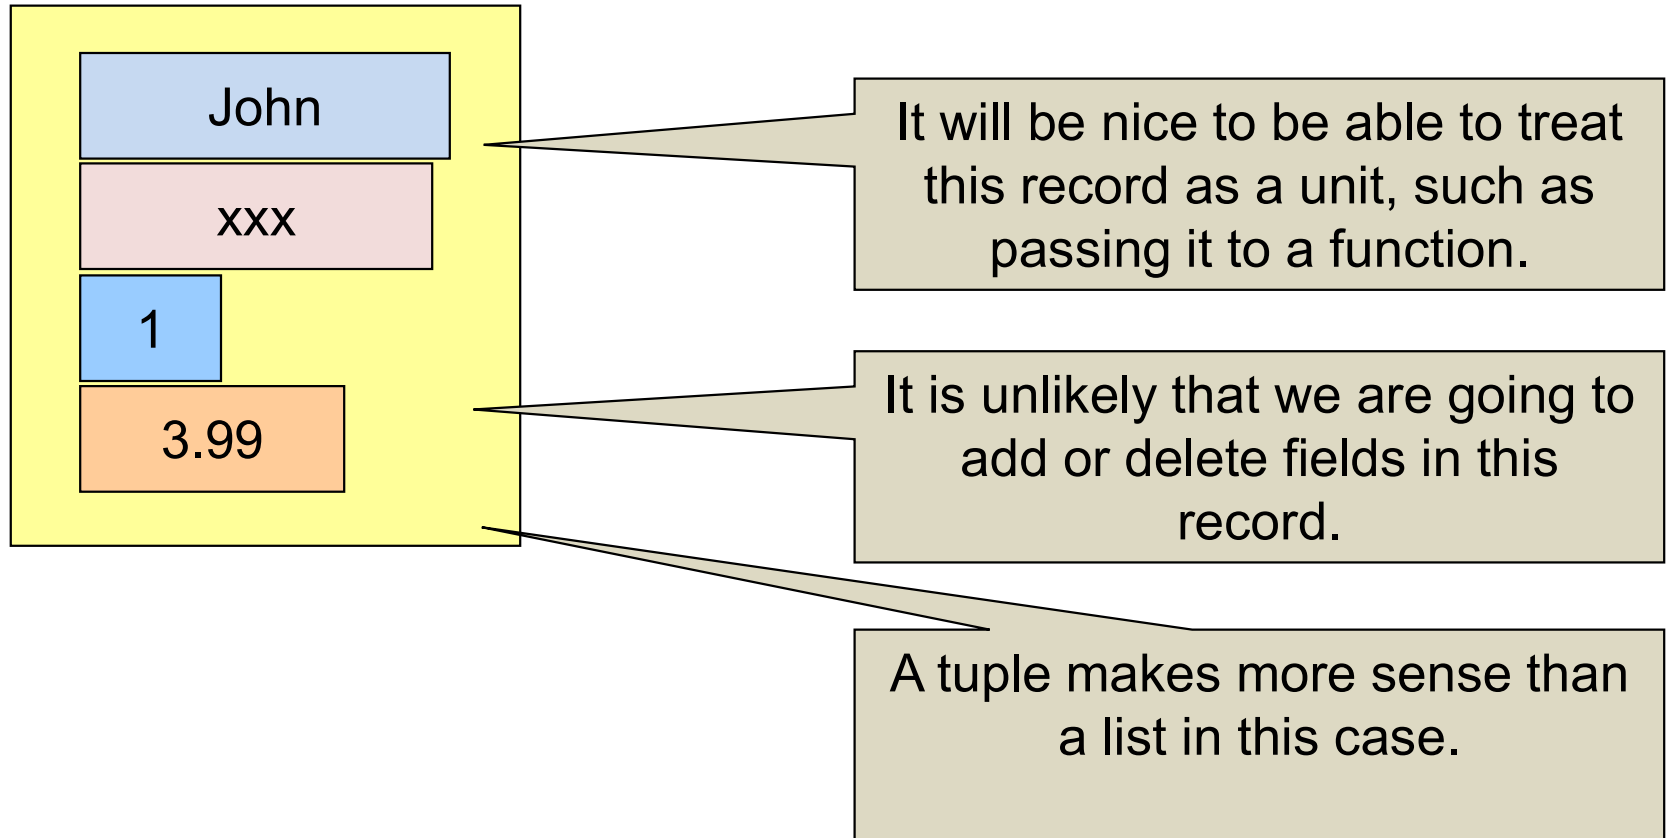 John
xxx
1
3.99
It will be nice to be able to treat
this record as a unit, such as
passing it to a function.
It is unlikely that we are going to
add or delete fields in this
record.
A tuple makes more sense than
a list in this case.